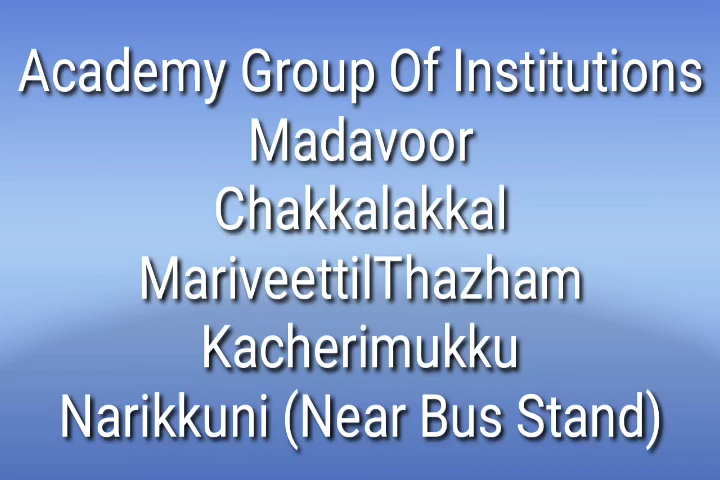 Academy Group Of Institutions
Madavoor
Chakkalakkal
MariveettilThazham
Kacherimukku
Narikkuni (Near Bus Stand)